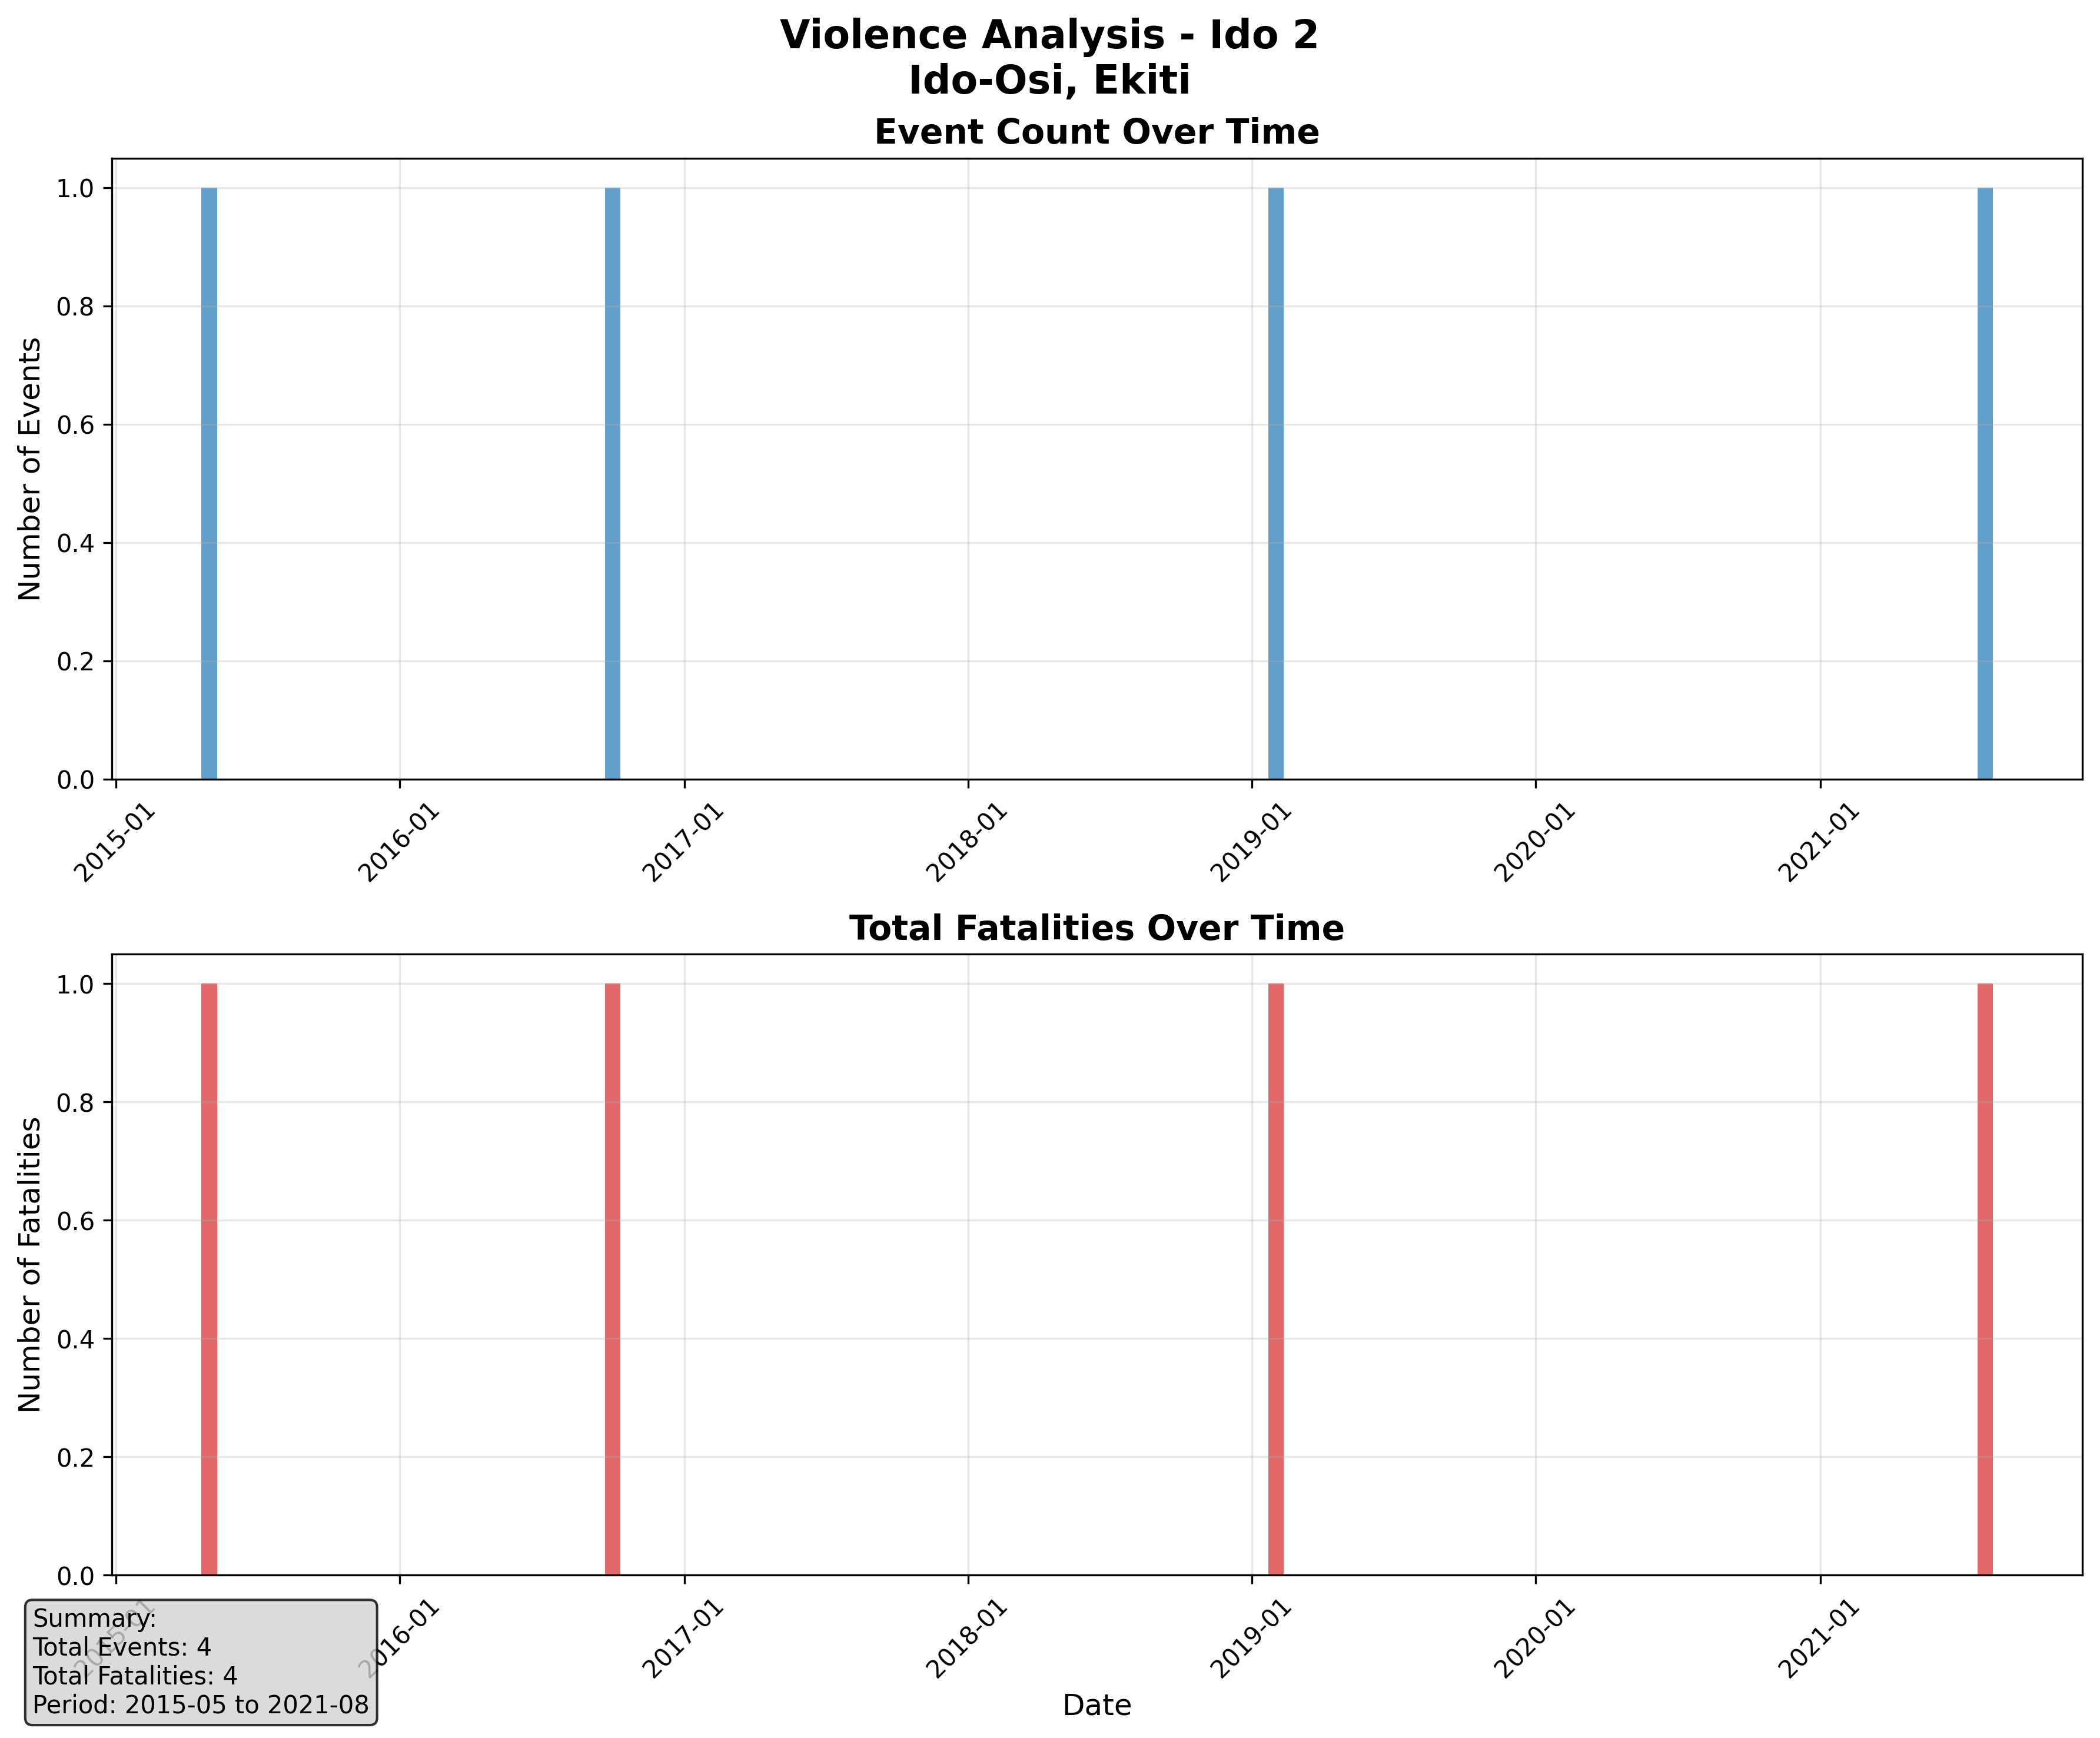 Violence Analysis - Ido 2
Ido-Osi, Ekiti
Event Count Over Time
Number of Events
1.0
0.8
0.6
0.4
0.2
0.0
2015-01
2016-01
2017-01
2018-01
2019-01
2020-01
2021-01
Total Fatalities Over Time
Number of Fatalities
1.0
0.8
0.6
0.4
0.2
0.0
2015-01
2016-01
2017-01
2018-01
2019-01
2020-01
2021-01
Date
Summary:
Total Events: 4
Total Fatalities: 4
Period: 2015-05 to 2021-08